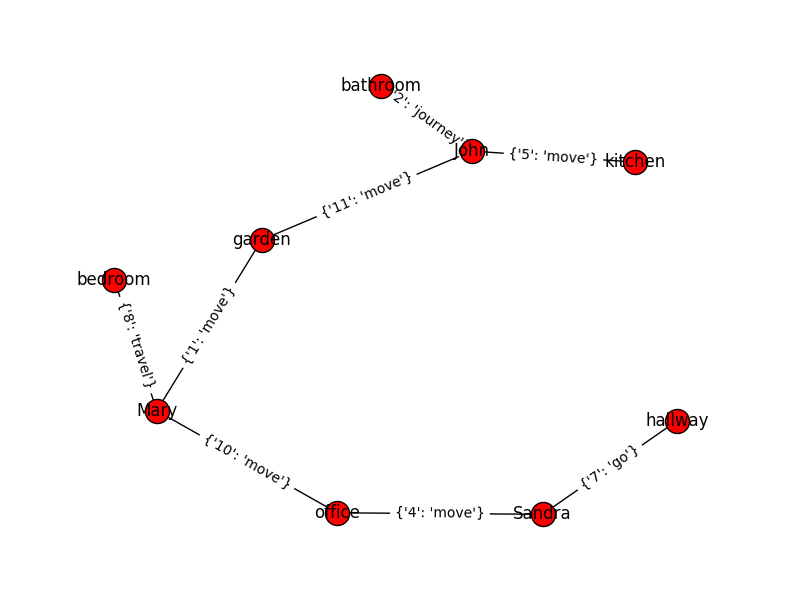 bathroom
{'2': 'journey'}
John
{'5': 'move'}
kitchen
{'11': 'move'}
garden
bedroom
{'1': 'move'}
{'8': 'travel'}
Mary
hallway
{'10': 'move'}
{'7': 'go'}
office
{'4': 'move'}
Sandra